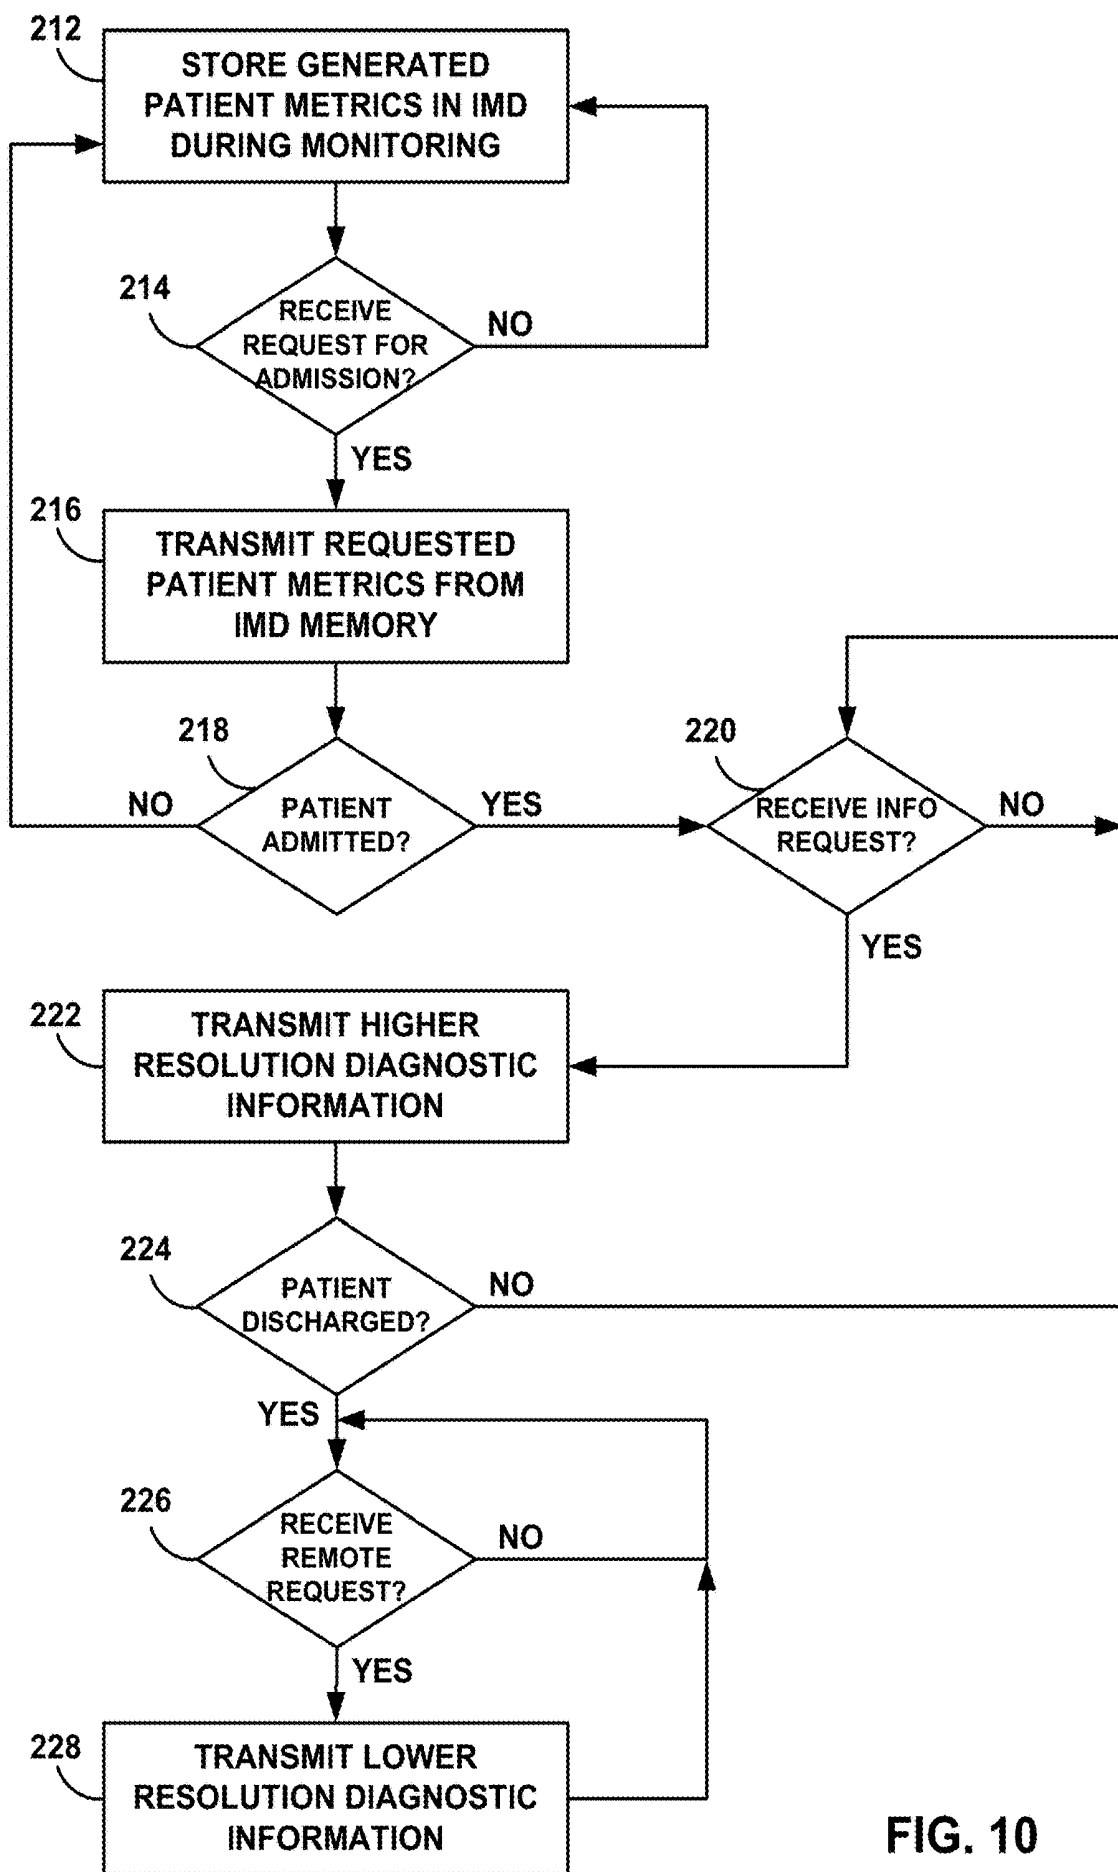 212
STORE GENERATED
PATIENT METRICS IN IMD
DURING MONITORING
214
RECEIVE
REQUEST FOR
ADMISSION?
NO
YES
216
TRANSMIT REQUESTED
PATIENT METRICS FROM
IMD MEMORY
218
PATIENT
ADMITTED?
NO
YES
220
RECEIVE INFO
REQUEST?
NO
YES
222
TRANSMIT HIGHER
RESOLUTION DIAGNOSTIC
INFORMATION
224
PATIENT
DISCHARGED?
NO
YES
226
RECEIVE
REMOTE
REQUEST?
NO
YES
228
TRANSMIT LOWER
RESOLUTION DIAGNOSTIC
INFORMATION
FIG. 10